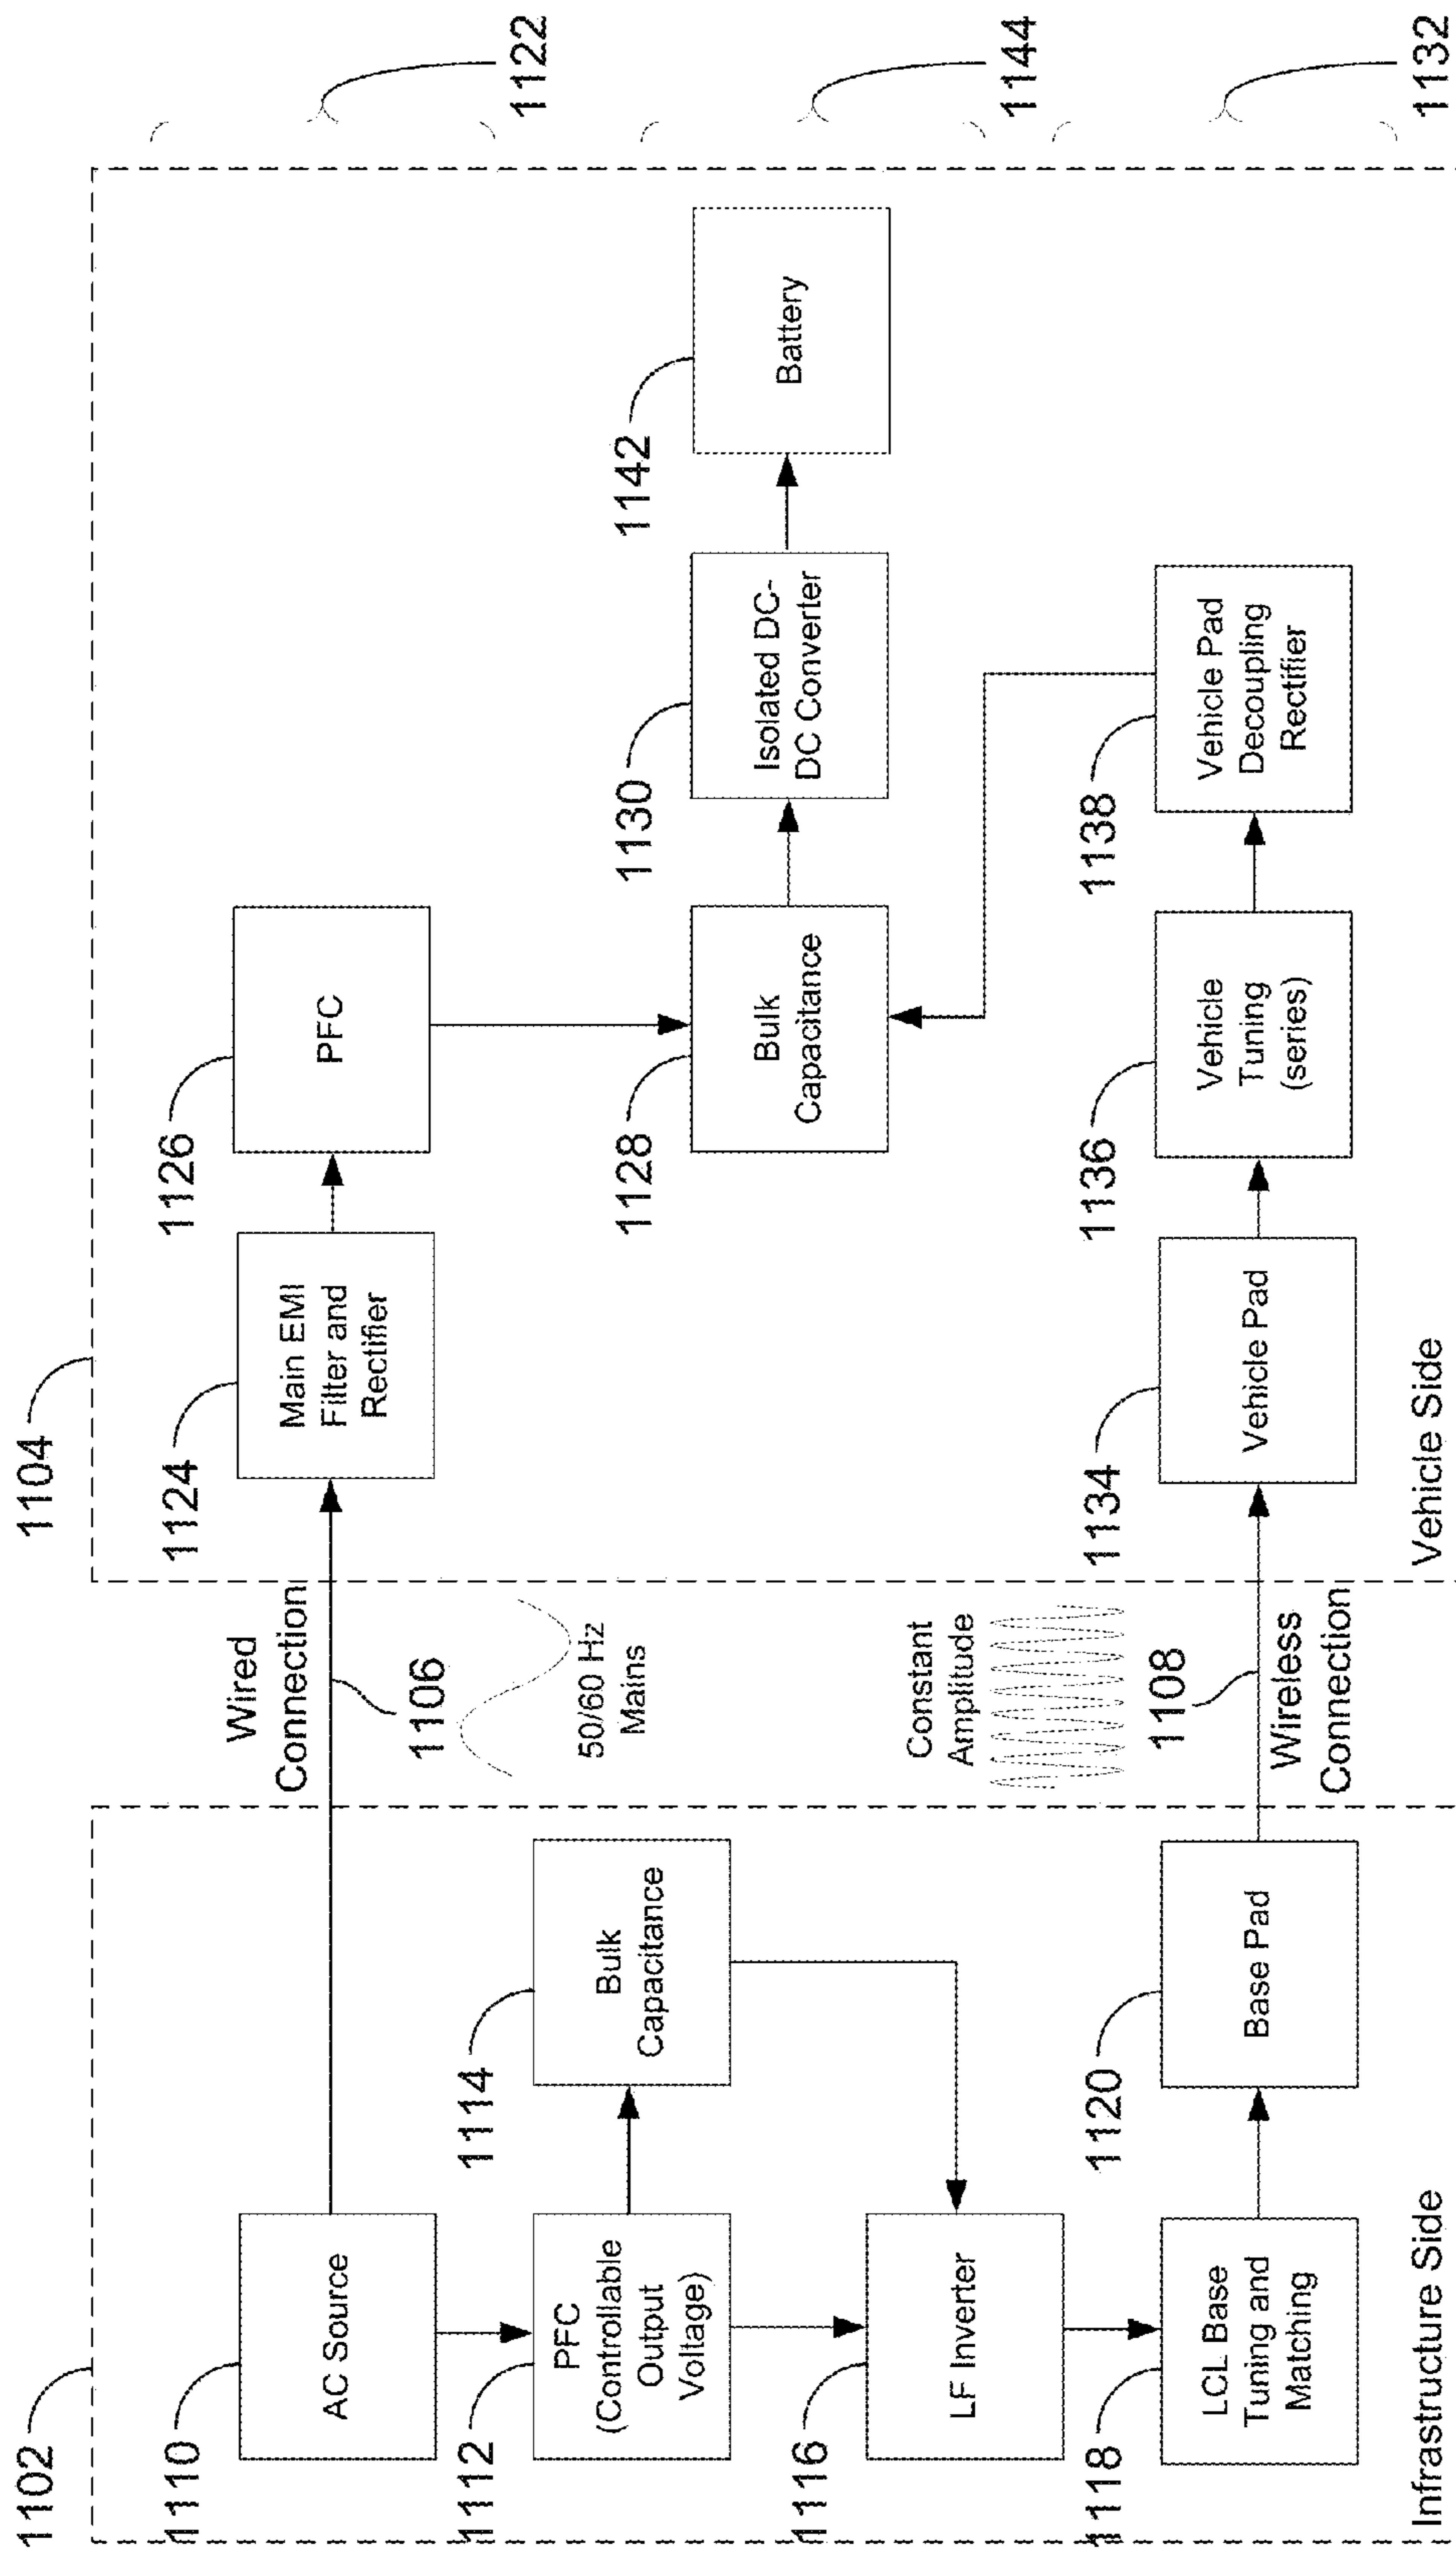 1102
1104
1110
AC Source
Wired
Connection
1106
50/60 Hz
Mains
1124
Main EMI
Filter and
Rectifier
1126
PFC
1122
1112
PFC
(Controllable
Output
Voltage)
1114
Bulk
Capacitance
1128
Bulk
Capacitance
1130
Isolated DC-
DC Converter
1142
Battery
1144
1116
LF Inverter
Constant
Amplitude
1108
Wireless
Connection
1118
LCL Base
Tuning and
Matching
1120
Base Pad
1134
Vehicle Pad
1136
Vehicle
Tuning
(series)
1138
Vehicle Pad
Decoupling
Rectifier
1132
Infrastructure Side
Vehicle Side